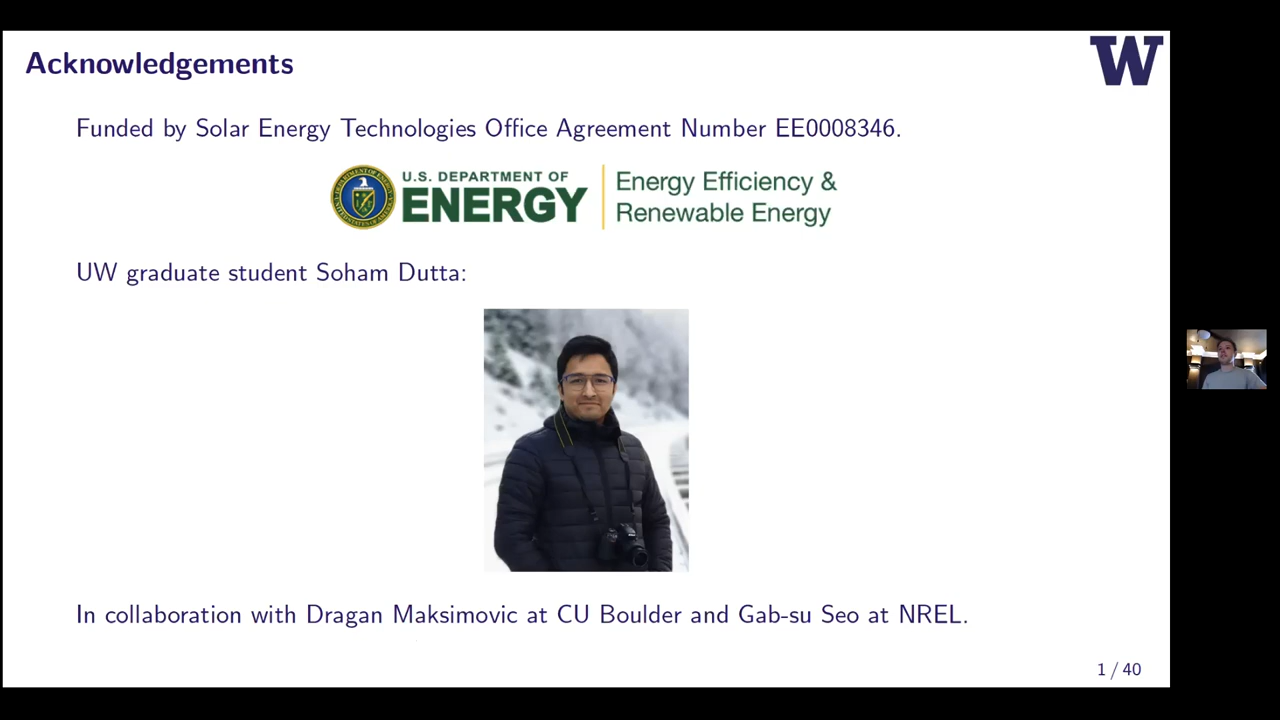 Acknowledgements
W
Funded by Solar Energy Technologies Office Agreement Number EE0008346.
U.S. DEPARTMENT OF
ENERGY
Energy Efficiency &
Renewable Energy
UW graduate student Soham Dutta:
In collaboration with Dragan Maksimovic at CU Boulder and Gab-su Seo at NREL.
1 / 40